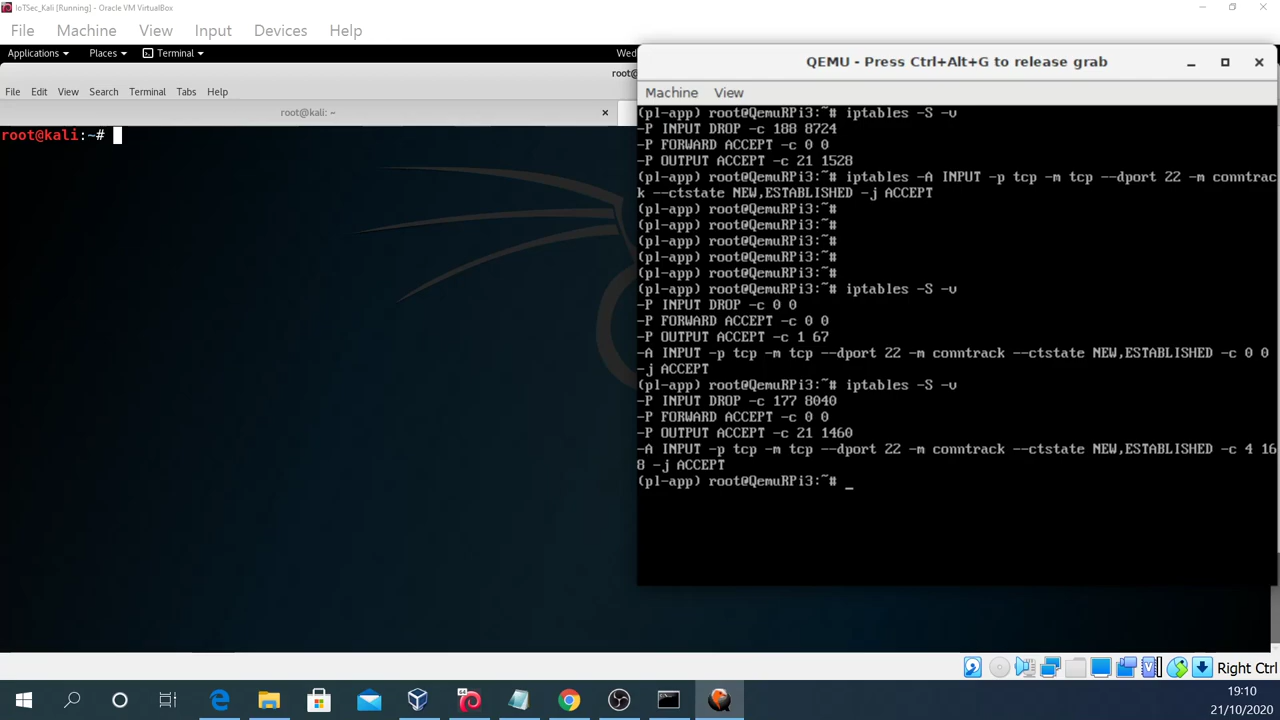 IoTSec_Kali [Running] - Oracle VM VirtualBox
File Machine View Input Devices Help
Applications Places Terminal Wed
root@
File Edit View Search Terminal Tabs Help
root@kali: ~
root@kali:~#
QEMU - Press Ctrl+Alt+G to release grab
Machine View
(pl-app) root@QemuRPi3:~# iptables -S -v
-P INPUT DROP -c 188 8724
-P FORWARD ACCEPT -c 0 0
-P OUTPUT ACCEPT -c 21 1528
(pl-app) root@QemuRPi3:~# iptables -A INPUT -p tcp -m tcp --dport 22 -m conntrac
k --ctstate NEW,ESTABLISHED -j ACCEPT
(pl-app) root@QemuRPi3:~#
(pl-app) root@QemuRPi3:~#
(pl-app) root@QemuRPi3:~#
(pl-app) root@QemuRPi3:~#
(pl-app) root@QemuRPi3:~#
(pl-app) root@QemuRPi3:~# iptables -S -v
-P INPUT DROP -c 0 0
-P FORWARD ACCEPT -c 0 0
-P OUTPUT ACCEPT -c 1 67
-A INPUT -p tcp -m tcp --dport 22 -m conntrack --ctstate NEW,ESTABLISHED -c 0 0
-j ACCEPT
(pl-app) root@QemuRPi3:~# iptables -S -v
-P INPUT DROP -c 177 8040
-P FORWARD ACCEPT -c 0 0
-P OUTPUT ACCEPT -c 21 1460
-A INPUT -p tcp -m tcp --dport 22 -m conntrack --ctstate NEW,ESTABLISHED -c 4 16
8 -j ACCEPT
(pl-app) root@QemuRPi3:~# _
Right Ctrl
19:10
21/10/2020